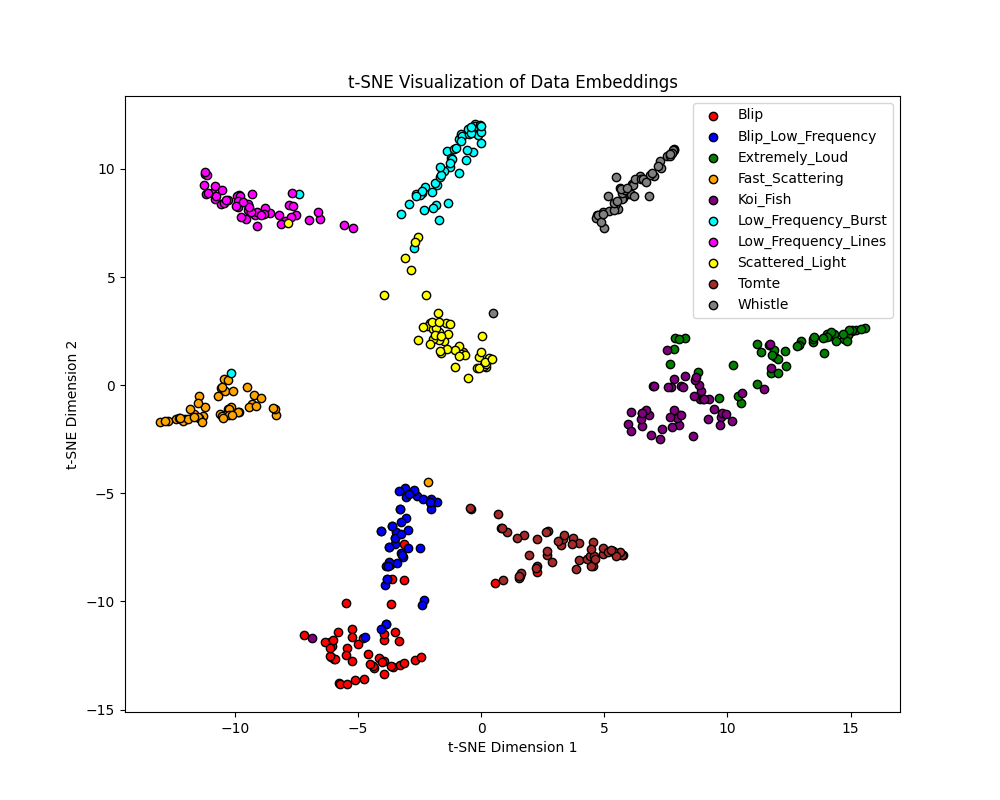 t-SNE Visualization of Data Embeddings
Blip
Blip_Low_Frequency
Extremely_Loud
Fast_Scattering
Koi_Fish
Low_Frequency_Burst
Low_Frequency_Lines
Scattered_Light
Tomte
Whistle
t-SNE Dimension 2
10
5
0
−5
−10
−15
−10
−5
0
5
10
15
t-SNE Dimension 1